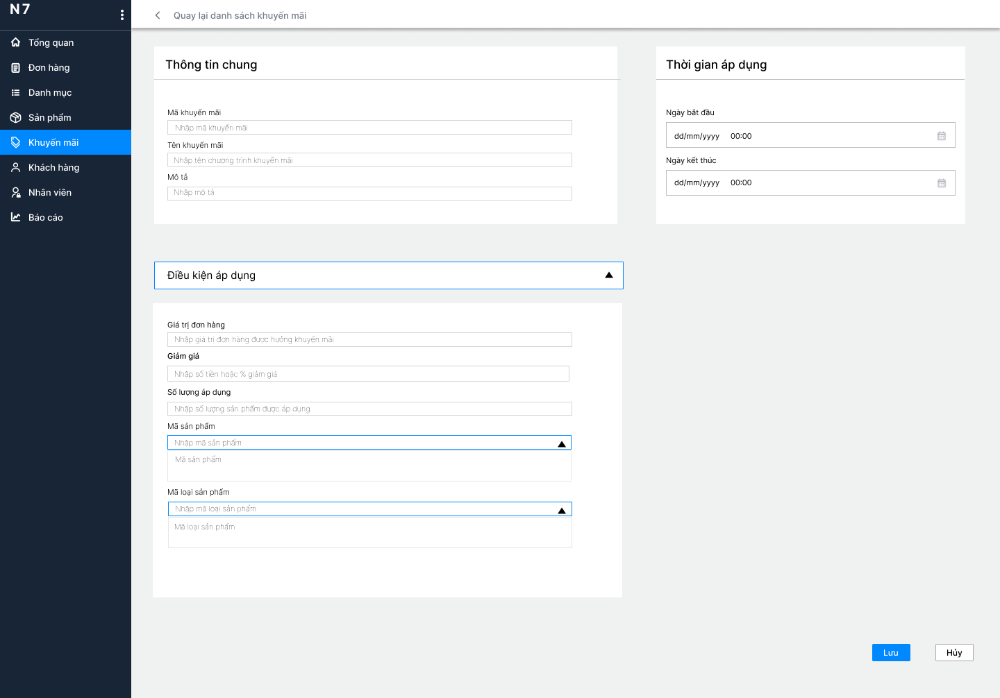 N7
Tổng quan
Đơn hàng
Danh mục
Sản phẩm
Khuyến mãi
Khách hàng
Nhân viên
Báo cáo
Quay lại danh sách khuyến mãi
Thông tin chung
Mã khuyến mãi
Nhập mã khuyến mãi
Tên khuyến mãi
Nhập tên chương trình khuyến mãi
Mô tả
Nhập mô tả
Thời gian áp dụng
Ngày bắt đầu
dd/mm/yyyy 00:00
Ngày kết thúc
dd/mm/yyyy 00:00
Điều kiện áp dụng
Giá trị đơn hàng
Nhập giá trị đơn hàng được hưởng khuyến mãi
Giảm giá
Nhập số tiền hoặc % giảm giá
Số lượng áp dụng
Nhập số lượng sản phẩm được áp dụng
Mã sản phẩm
Nhập mã sản phẩm
Mã sản phẩm
Mã loại sản phẩm
Nhập mã loại sản phẩm
Mã loại sản phẩm
Lưu
Hủy